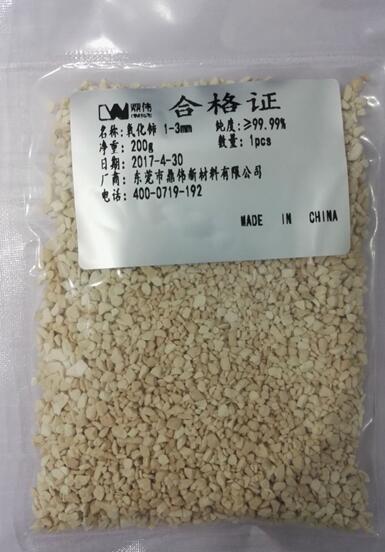 鼎伟 合格证
名称:氧化铈 1-3mm 纯度:≥99.99%
净重: 200g 数量: 1pcs
日期: 2017-4-30
厂商: 东莞市鼎伟新材料有限公司
电话: 400-0719-192
MADE IN CHINA